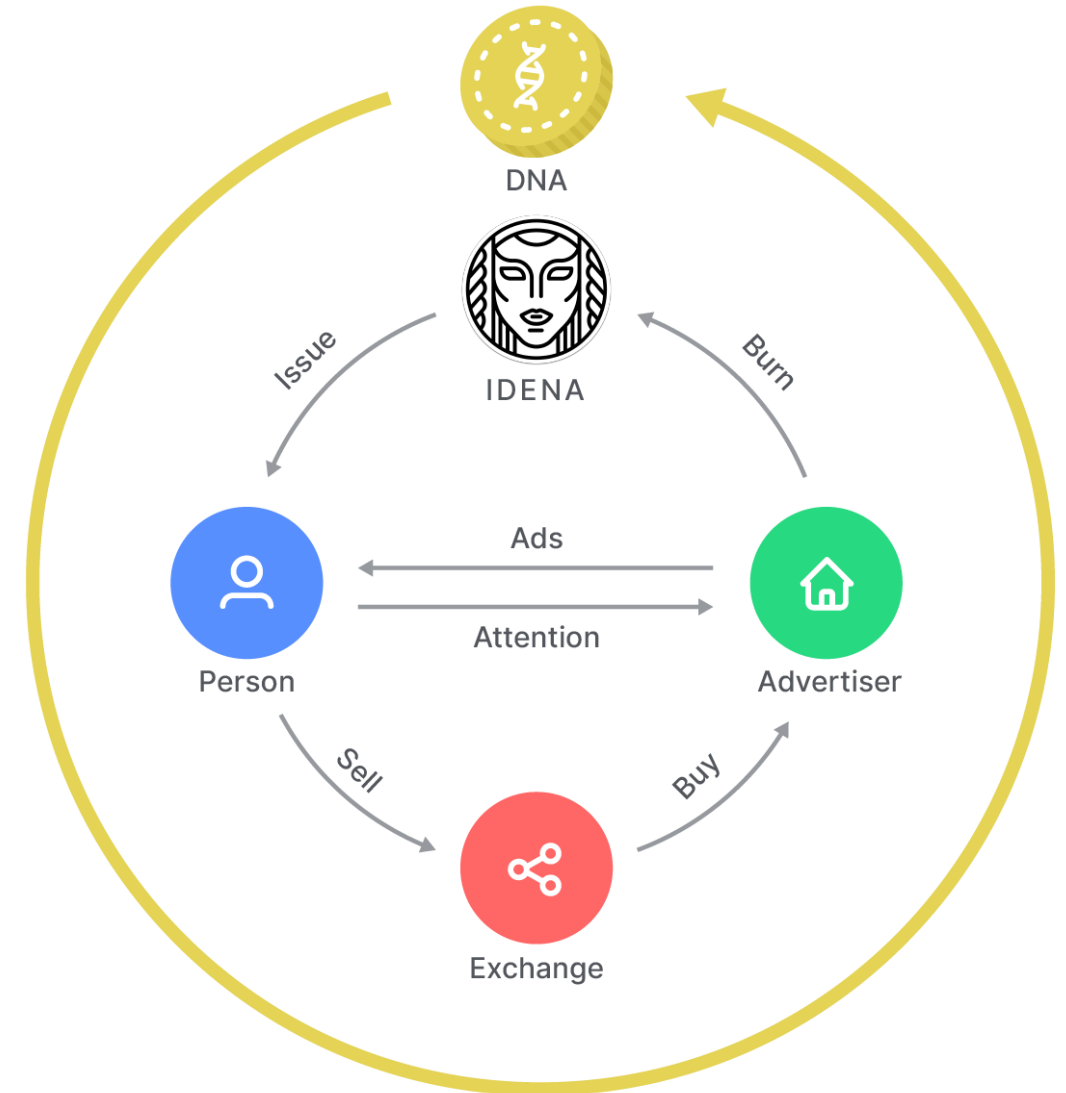 DNA
IDENA
Issue
Burn
Ads
Attention
Person
Advertiser
Sell
Buy
Exchange